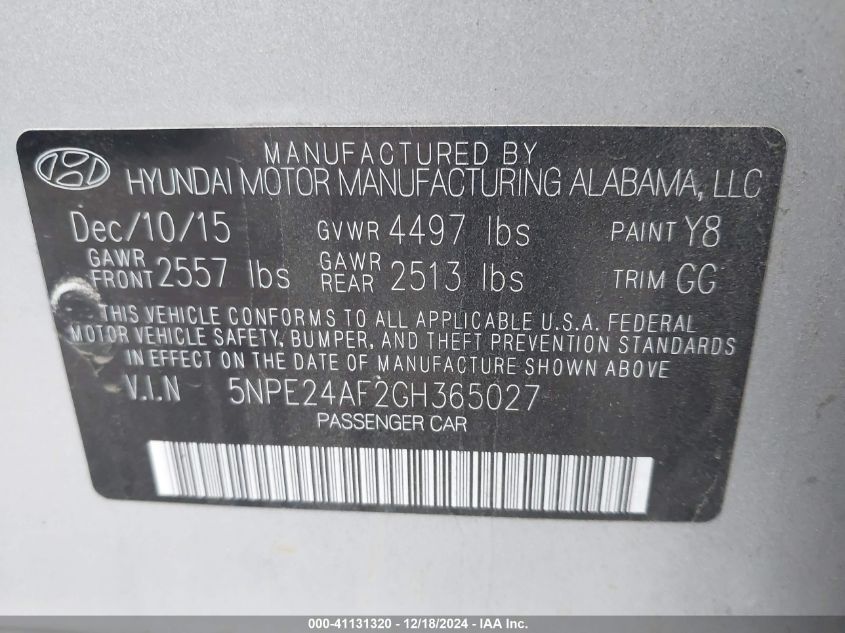 MANUFACTURED BY
HYUNDAI MOTOR MANUFACTURING ALABAMA, LLC
Dec/10/15 GVWR 4497 lbs PAINT Y8
GAWR FRONT 2557 lbs GAWR REAR 2513 lbs TRIM GG
THIS VEHICLE CONFORMS TO ALL APPLICABLE U.S.A. FEDERAL
MOTOR VEHICLE SAFETY, BUMPER, AND THEFT PREVENTION STANDARDS
IN EFFECT ON THE DATE OF MANUFACTURE SHOWN ABOVE
V.I.N 5NPE24AF2GH365027
PASSENGER CAR
000-41131320 - 12/18/2024 - IAA Inc.